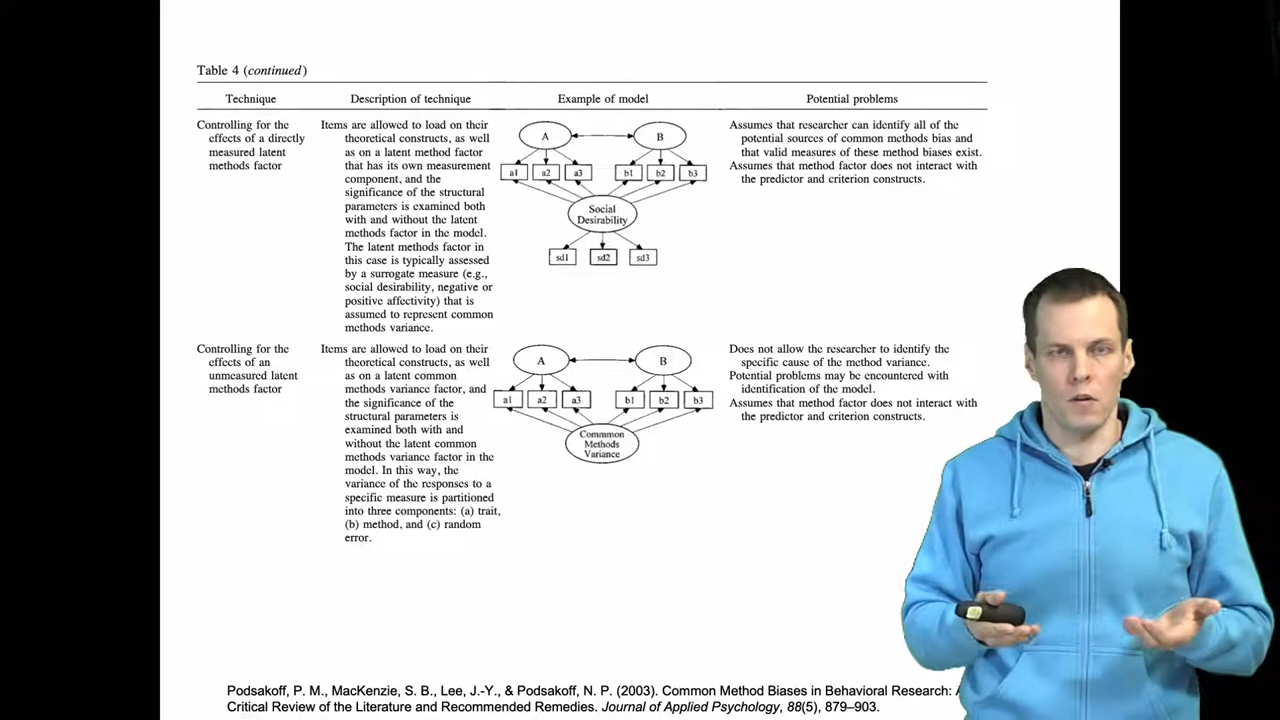 Table 4 (continued)
Technique
Description of technique
Example of model
Potential problems
Controlling for the
effects of a directly
measured latent
methods factor
Items are allowed to load on their
theoretical constructs, as well
as on a latent method factor
that has its own measurement
component, and the
significance of the structural
parameters is examined both
with and without the latent
methods factor in the model.
The latent methods factor in
this case is typically assessed
by a surrogate measure (e.g.,
social desirability, negative or
positive affectivity) that is
assumed to represent common
methods variance.
A
B
a1
a2
a3
b1
b2
b3
Social
Desirability
sd1
sd2
sd3
Assumes that researcher can identify all of the
potential sources of common methods bias and
that valid measures of these method biases exist.
Assumes that method factor does not interact with
the predictor and criterion constructs.
Controlling for the
effects of an
unmeasured latent
methods factor
Items are allowed to load on their
theoretical constructs, as well
as on a latent common
methods variance factor, and
the significance of the
structural parameters is
examined both with and
without the latent common
methods variance factor in the
model. In this way, the
variance of the responses to a
specific measure is partitioned
into three components: (a) trait,
(b) method, and (c) random
error.
A
B
a1
a2
a3
b1
b2
b3
Commmon
Methods
Variance
Does not allow the researcher to identify the
specific cause of the method variance.
Potential problems may be encountered with
identification of the model.
Assumes that method factor does not interact with
the predictor and criterion constructs.
Podsakoff, P. M., MacKenzie, S. B., Lee, J.-Y., & Podsakoff, N. P. (2003). Common Method Biases in Behavioral Research: A
Critical Review of the Literature and Recommended Remedies. Journal of Applied Psychology, 88(5), 879–903.